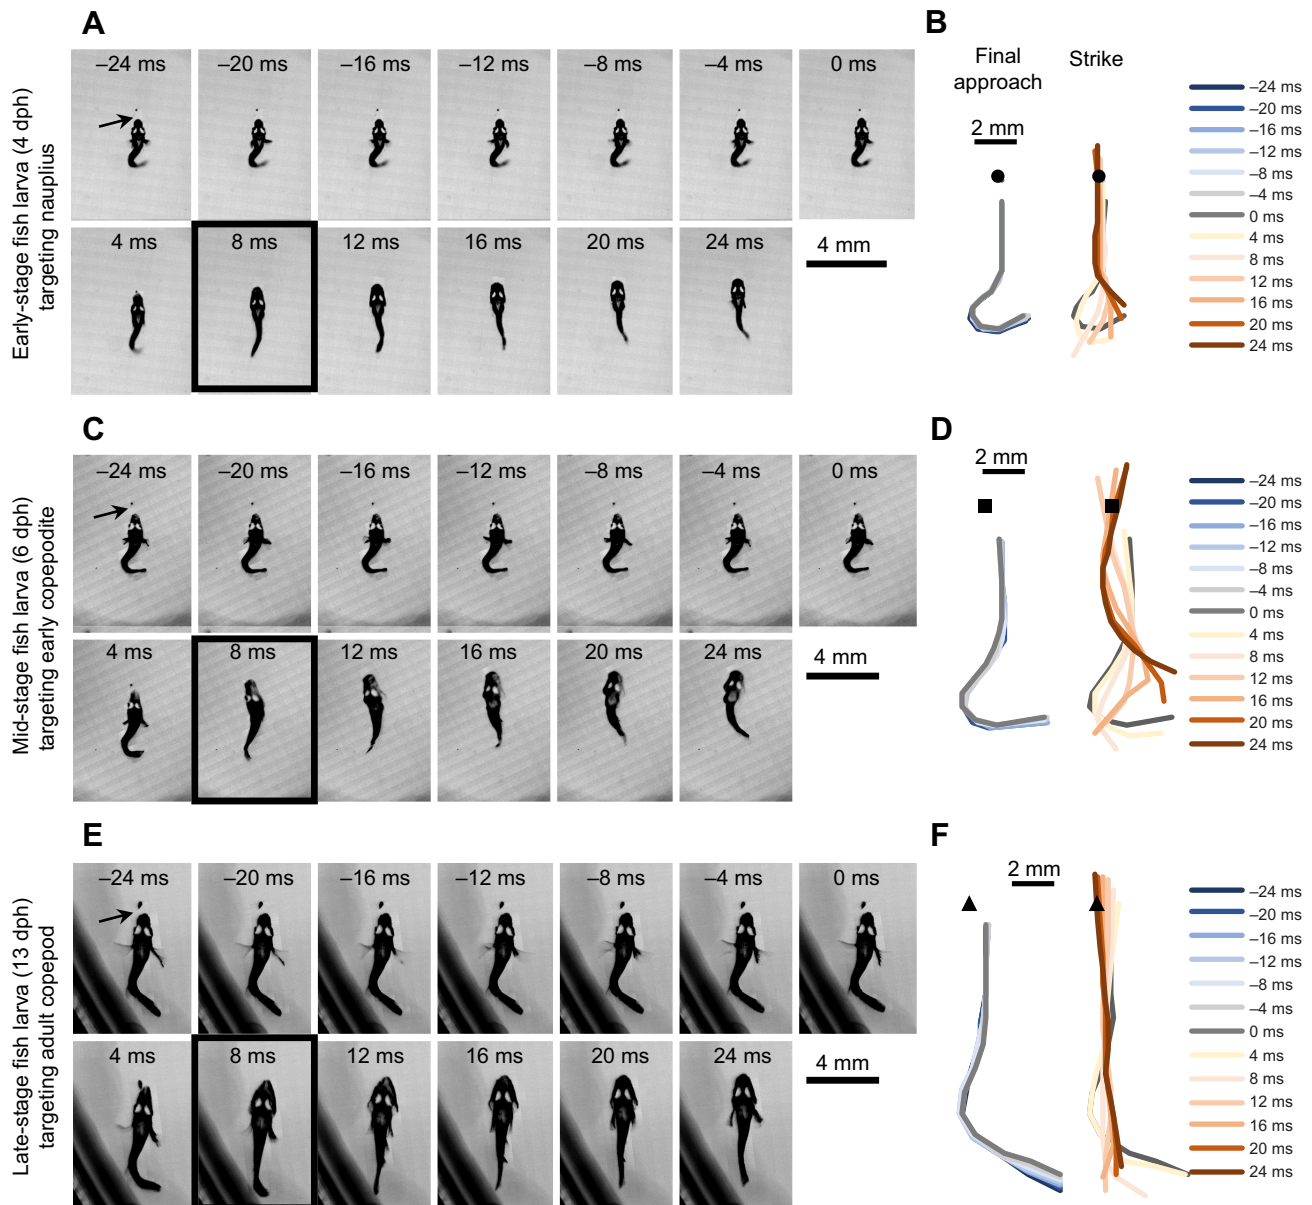 A
Early-stage fish larva (4 dph)
targeting nauplius
–24 ms
–20 ms
–16 ms
–12 ms
–8 ms
–4 ms
0 ms
4 ms
8 ms
12 ms
16 ms
20 ms
24 ms
4 mm
B
Final
approach
Strike
2 mm
–24 ms
–20 ms
–16 ms
–12 ms
–8 ms
–4 ms
0 ms
4 ms
8 ms
12 ms
16 ms
20 ms
24 ms
C
Mid-stage fish larva (6 dph)
targeting early copepodite
–24 ms
–20 ms
–16 ms
–12 ms
–8 ms
–4 ms
0 ms
4 ms
8 ms
12 ms
16 ms
20 ms
24 ms
4 mm
D
2 mm
–24 ms
–20 ms
–16 ms
–12 ms
–8 ms
–4 ms
0 ms
4 ms
8 ms
12 ms
16 ms
20 ms
24 ms
E
Late-stage fish larva (13 dph)
targeting adult copepod
–24 ms
–20 ms
–16 ms
–12 ms
–8 ms
–4 ms
0 ms
4 ms
8 ms
12 ms
16 ms
20 ms
24 ms
4 mm
F
2 mm
–24 ms
–20 ms
–16 ms
–12 ms
–8 ms
–4 ms
0 ms
4 ms
8 ms
12 ms
16 ms
20 ms
24 ms